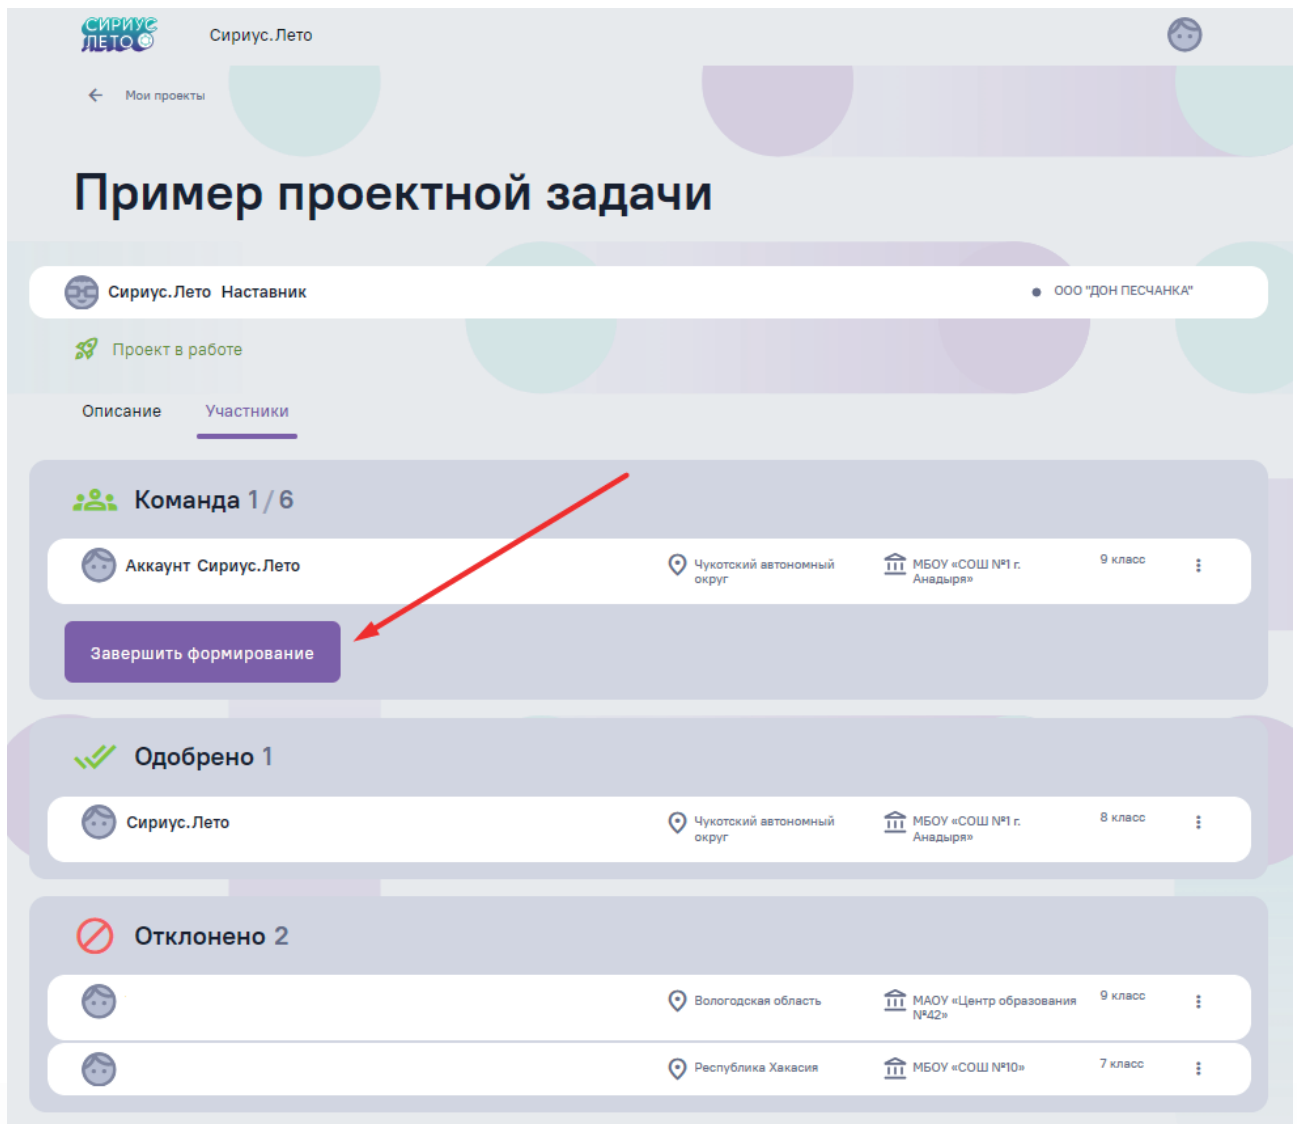 СИРИУС
ЛЕТО
Сириус.Лето
Мои проекты
Пример проектной задачи
Сириус.Лето Наставник
ООО "ДОН ПЕСЧАНКА"
Проект в работе
Описание
Участники
Команда 1/6
Аккаунт Сириус.Лето
Чукотский автономный
округ
МБОУ «СОШ №1 г.
Анадыря»
9 класс
Завершить формирование
Одобрено 1
Сириус.Лето
Чукотский автономный
округ
МБОУ «СОШ №1 г.
Анадыря»
8 класс
Отклонено 2
Вологодская область
МАОУ «Центр образования
№42»
9 класс
Республика Хакасия
МБОУ «СОШ №10»
7 класс